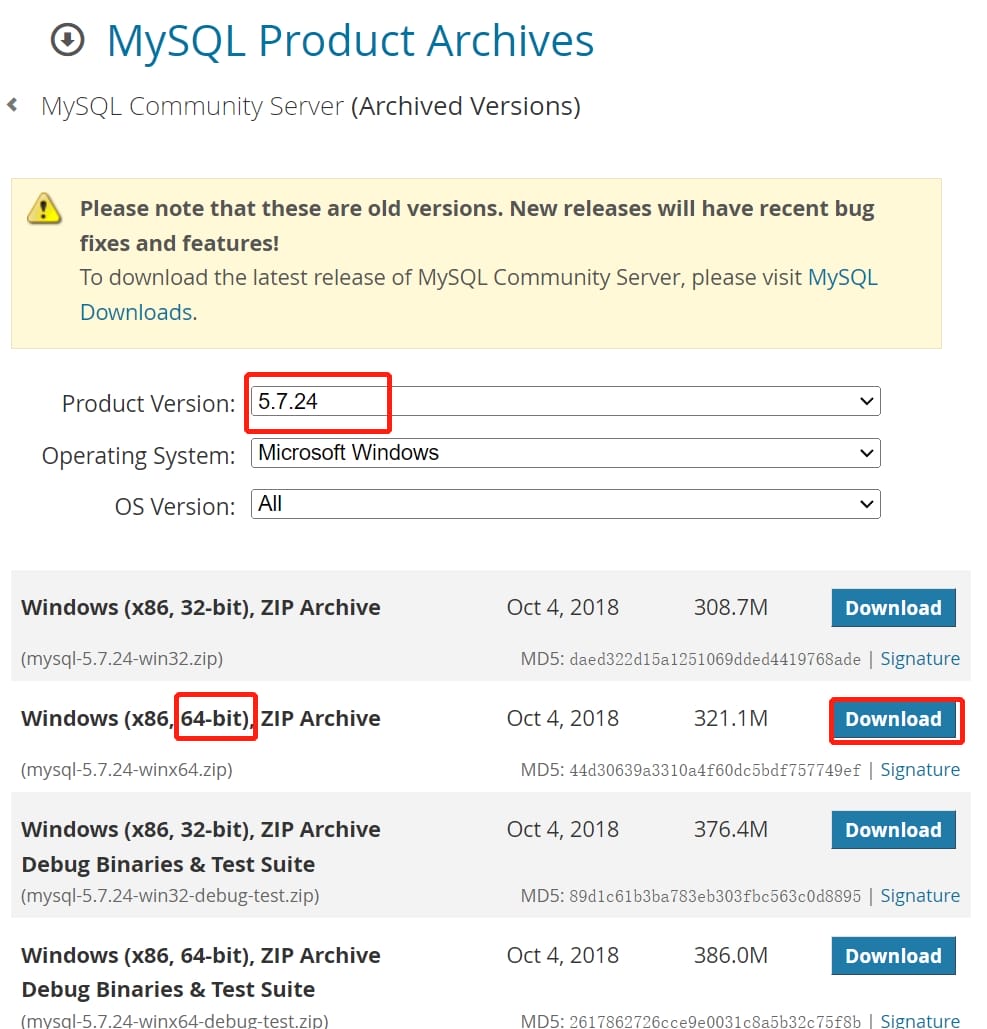 MySQL Product Archives
MySQL Community Server (Archived Versions)
Please note that these are old versions. New releases will have recent bug
fixes and features!
To download the latest release of MySQL Community Server, please visit MySQL
Downloads.
Product Version: 5.7.24
Operating System: Microsoft Windows
OS Version: All
Windows (x86, 32-bit), ZIP Archive Oct 4, 2018 308.7M Download
(mysql-5.7.24-win32.zip) MD5: daed322d15a1251069dded4419768ade | Signature
Windows (x86, 64-bit), ZIP Archive Oct 4, 2018 321.1M Download
(mysql-5.7.24-winx64.zip) MD5: 44d30639a3310a4f60dc5bdf757749ef | Signature
Windows (x86, 32-bit), ZIP Archive Oct 4, 2018 376.4M Download
Debug Binaries & Test Suite
(mysql-5.7.24-win32-debug-test.zip) MD5: 89d1c61b3ba783eb303fbc563c0d8895 | Signature
Windows (x86, 64-bit), ZIP Archive Oct 4, 2018 386.0M Download
Debug Binaries & Test Suite
(mysql-5.7.24-winx64-debug-test.zip) MD5: 2617862726cce9e0031c8a5b32c75f8b | Signature